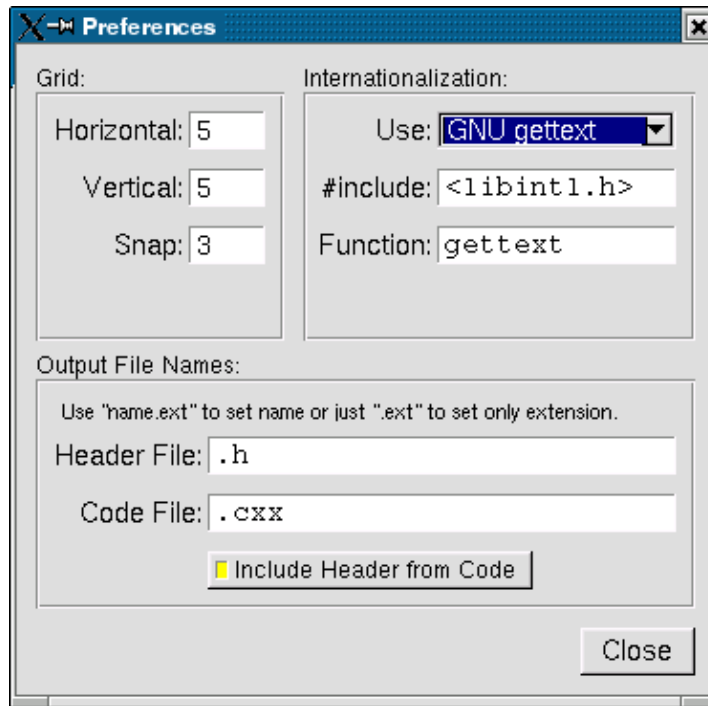 Preferences
Grid:
Horizontal: 5
Vertical: 5
Snap: 3
Internationalization:
Use: GNU gettext
#include: <libintl.h>
Function: gettext
Output File Names:
Use "name.ext" to set name or just ".ext" to set only extension.
Header File: .h
Code File: .cxx
Include Header from Code
Close